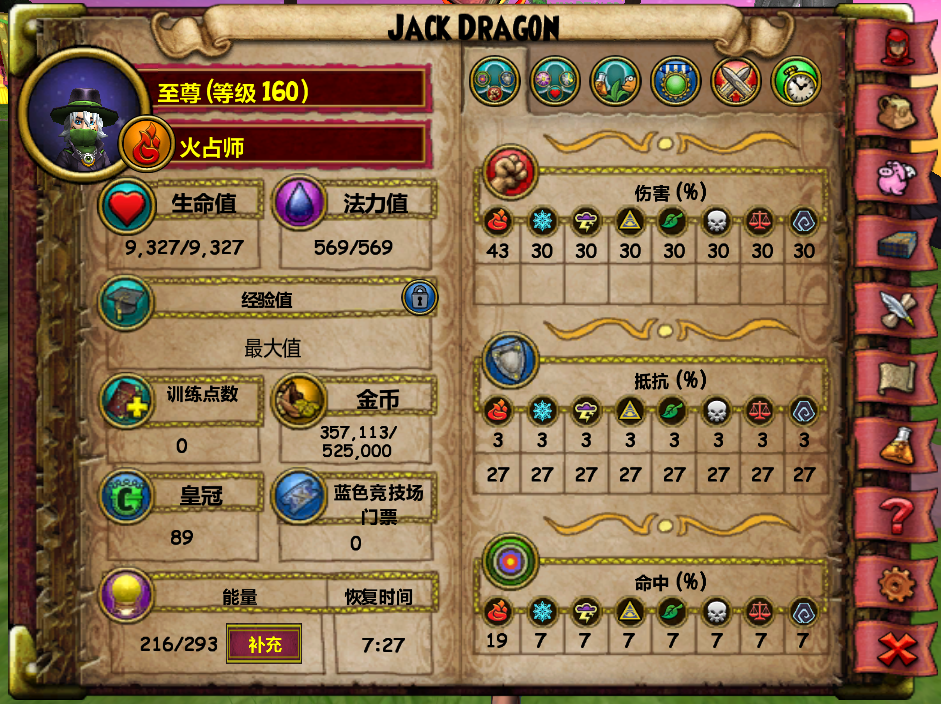 JACK DRAGON
至尊 (等级 160)
火占师
生命值
法力值
9,327/9,327
569/569
经验值
最大值
训练点数
金币
0
357,113/
525,000
皇冠
蓝色竞技场
门票
89
0
能量
恢复时间
216/293
补充
7:27
伤害 (%)
43 30 30 30 30 30 30 30
抵抗 (%)
3 3 3 3 3 3 3 3
27 27 27 27 27 27 27 27
命中 (%)
19 7 7 7 7 7 7 7